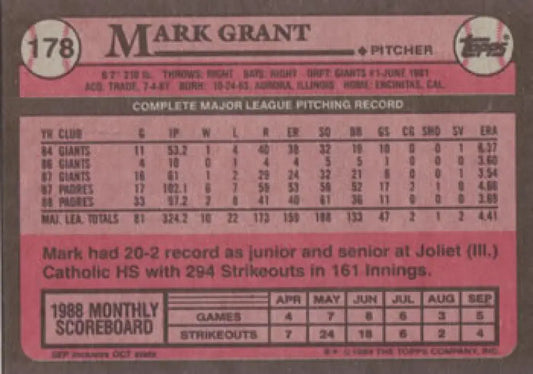 178 MARK GRANT ◆ PITCHER Topps
6'2" 210 lb. THROWS: RIGHT BATS: RIGHT DRFT: GIANTS #1-JUNE 1981
ACQ. TRADE, 7-4-87 BORN: 10-24-63, AURORA, ILLINOIS HOME: ENCINITAS, CAL.
COMPLETE MAJOR LEAGUE PITCHING RECORD
YR CLUB G IP W L R ER SO BB GS CG SHO SV ERA
84 GIANTS 11 53.2 1 4 40 38 32 19 10 0 0 1 6.37
86 GIANTS 4 10 0 1 4 4 5 5 1 0 0 0 3.60
87 GIANTS 16 61 1 2 29 24 32 21 8 0 0 1 3.54
87 PADRES 17 102.1 6 7 59 53 58 52 17 2 1 0 4.66
88 PADRES 33 97.2 2 8 41 40 61 36 11 0 0 0 3.69
MAJ. LEA. TOTALS 81 324.2 10 22 173 159 188 133 47 2 1 2 4.41
Mark had 20-2 record as junior and senior at Joliet (Ill.)
Catholic HS with 294 Strikeouts in 161 Innings.
1988 MONTHLY SCOREBOARD
APR MAY JUN JUL AUG SEP
GAMES 4 7 8 6 3 5
STRIKEOUTS 7 24 18 6 2 4
SEP includes OCT stats
© 1989 THE TOPPS COMPANY, INC.